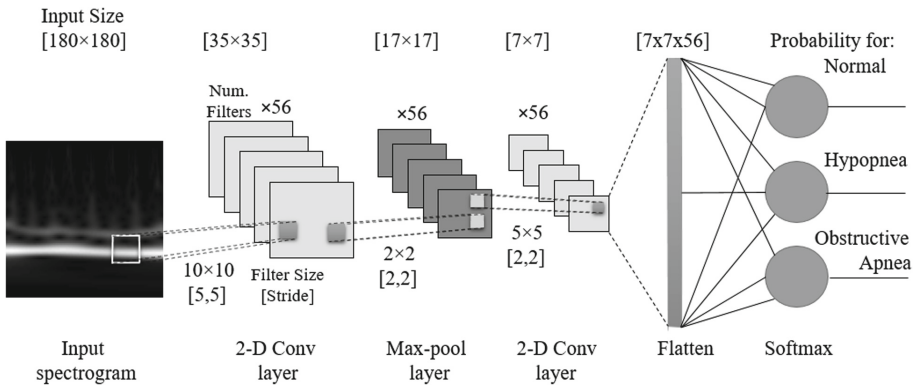 Input Size
[180×180]
[35×35]
[17×17]
[7×7]
[7x7x56]
Probability for:
Normal
Num.
Filters
×56
×56
×56
Hypopnea
Obstructive
Apnea
10×10
[5,5]
Filter Size
[Stride]
2×2
[2,2]
5×5
[2,2]
Input
spectrogram
2-D Conv
layer
Max-pool
layer
2-D Conv
layer
Flatten
Softmax